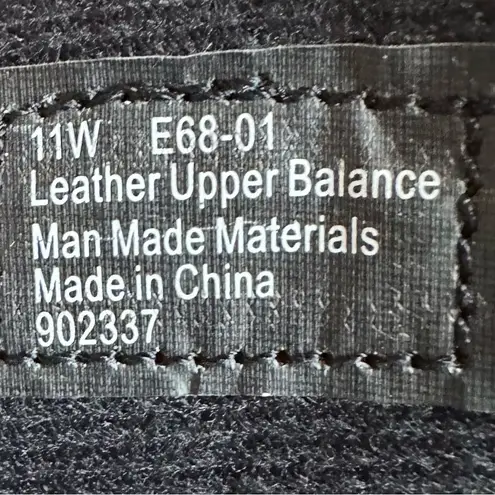 11W E68-01
Leather Upper Balance
Man Made Materials
Made in China
902337